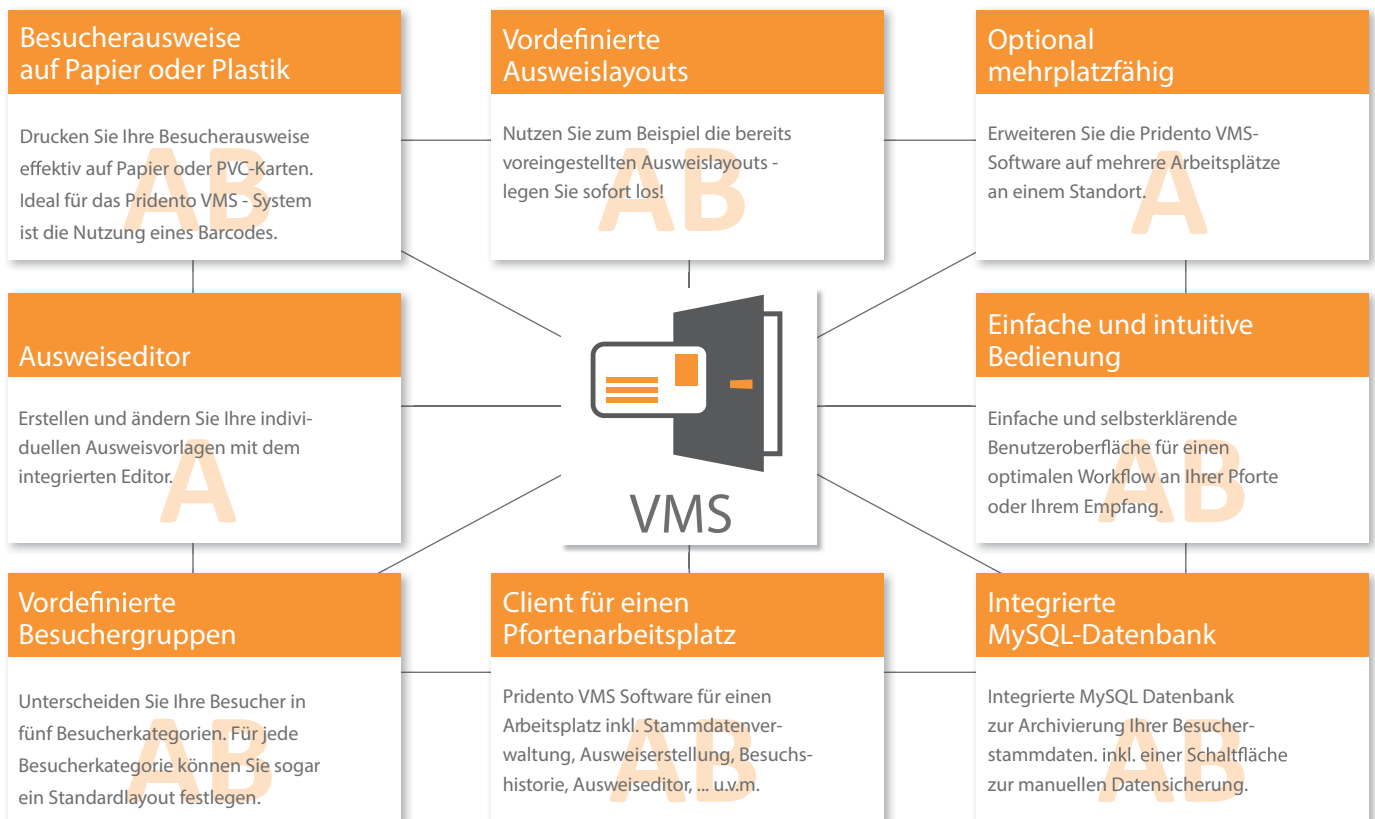 Besucherausweise
auf Papier oder Plastik
Drucken Sie Ihre Besucherausweise
effektiv auf Papier oder PVC-Karten.
Ideal für das Pridento VMS - System
ist die Nutzung eines Barcodes.
AB
Vordefinierte
Ausweislayouts
Nutzen Sie zum Beispiel die bereits
voreingestellten Ausweislayouts -
legen Sie sofort los!
AB
Optional
mehrplatzfähig
Erweiteren Sie die Pridento VMS-
Software auf mehrere Arbeitsplätze
an einem Standort.
A
Ausweiseditor
Erstellen und ändern Sie Ihre indivi-
duellen Ausweisvorlagen mit dem
integrierten Editor.
A
VMS
Einfache und intuitive
Bedienung
Einfache und selbsterklärende
Benutzeroberfläche für einen
optimalen Workflow an Ihrer Pforte
oder Ihrem Empfang.
AB
Vordefinierte
Besuchergruppen
Unterscheiden Sie Ihre Besucher in
fünf Besucherkategorien. Für jede
Besucherkategorie können Sie sogar
ein Standardlayout festlegen.
AB
Client für einen
Pfortenarbeitsplatz
Pridento VMS Software für einen
Arbeitsplatz inkl. Stammdatenver-
waltung, Ausweiserstellung, Besuchs-
historie, Ausweiseditor, ... u.v.m.
AB
Integrierte
MySQL-Datenbank
Integrierte MySQL Datenbank
zur Archivierung Ihrer Besucher-
stammdaten. inkl. einer Schaltfläche
zur manuellen Datensicherung.
AB